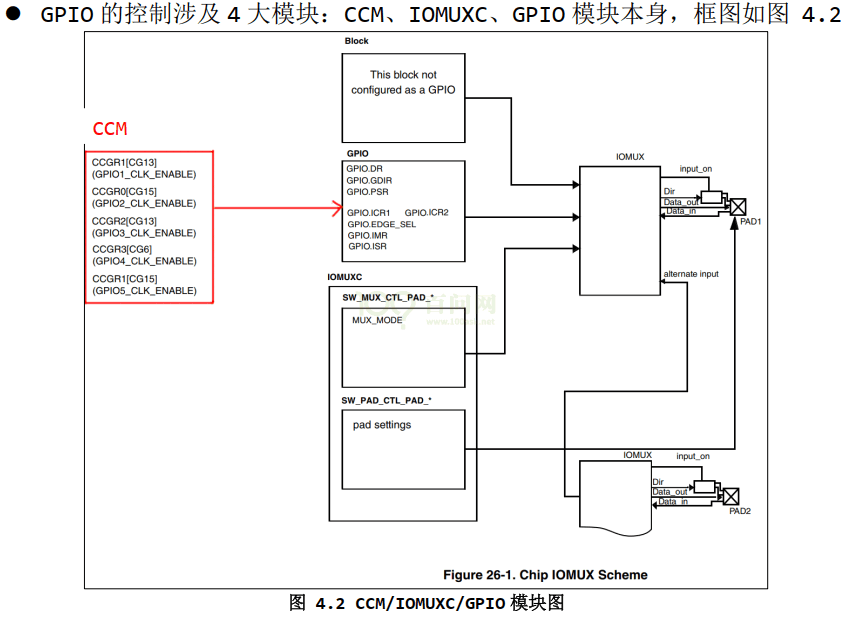 ● GPIO 的控制涉及 4 大模块：CCM、IOMUXC、GPIO 模块本身，框图如图 4.2
Block
This block not
configured as a GPIO
CCM
CCGR1[CG13]
(GPIO1_CLK_ENABLE)
CCGR0[CG15]
(GPIO2_CLK_ENABLE)
CCGR2[CG13]
(GPIO3_CLK_ENABLE)
CCGR3[CG6]
(GPIO4_CLK_ENABLE)
CCGR1[CG15]
(GPIO5_CLK_ENABLE)
GPIO
GPIO.DR
GPIO.GDIR
GPIO.PSR
GPIO.ICR1 GPIO.ICR2
GPIO.EDGE_SEL
GPIO.IMR
GPIO.ISR
IOMUX
input_on
Dir
Data_out
Data_in
PAD1
alternate input
IOMUXC
SW_MUX_CTL_PAD_*
MUX_MODE
百问网
SW_PAD_CTL_PAD_*
pad settings
IOMUX
input_on
Dir
Data_out
Data_in
PAD2
Figure 26-1. Chip IOMUX Scheme
图 4.2 CCM/IOMUXC/GPIO 模块图